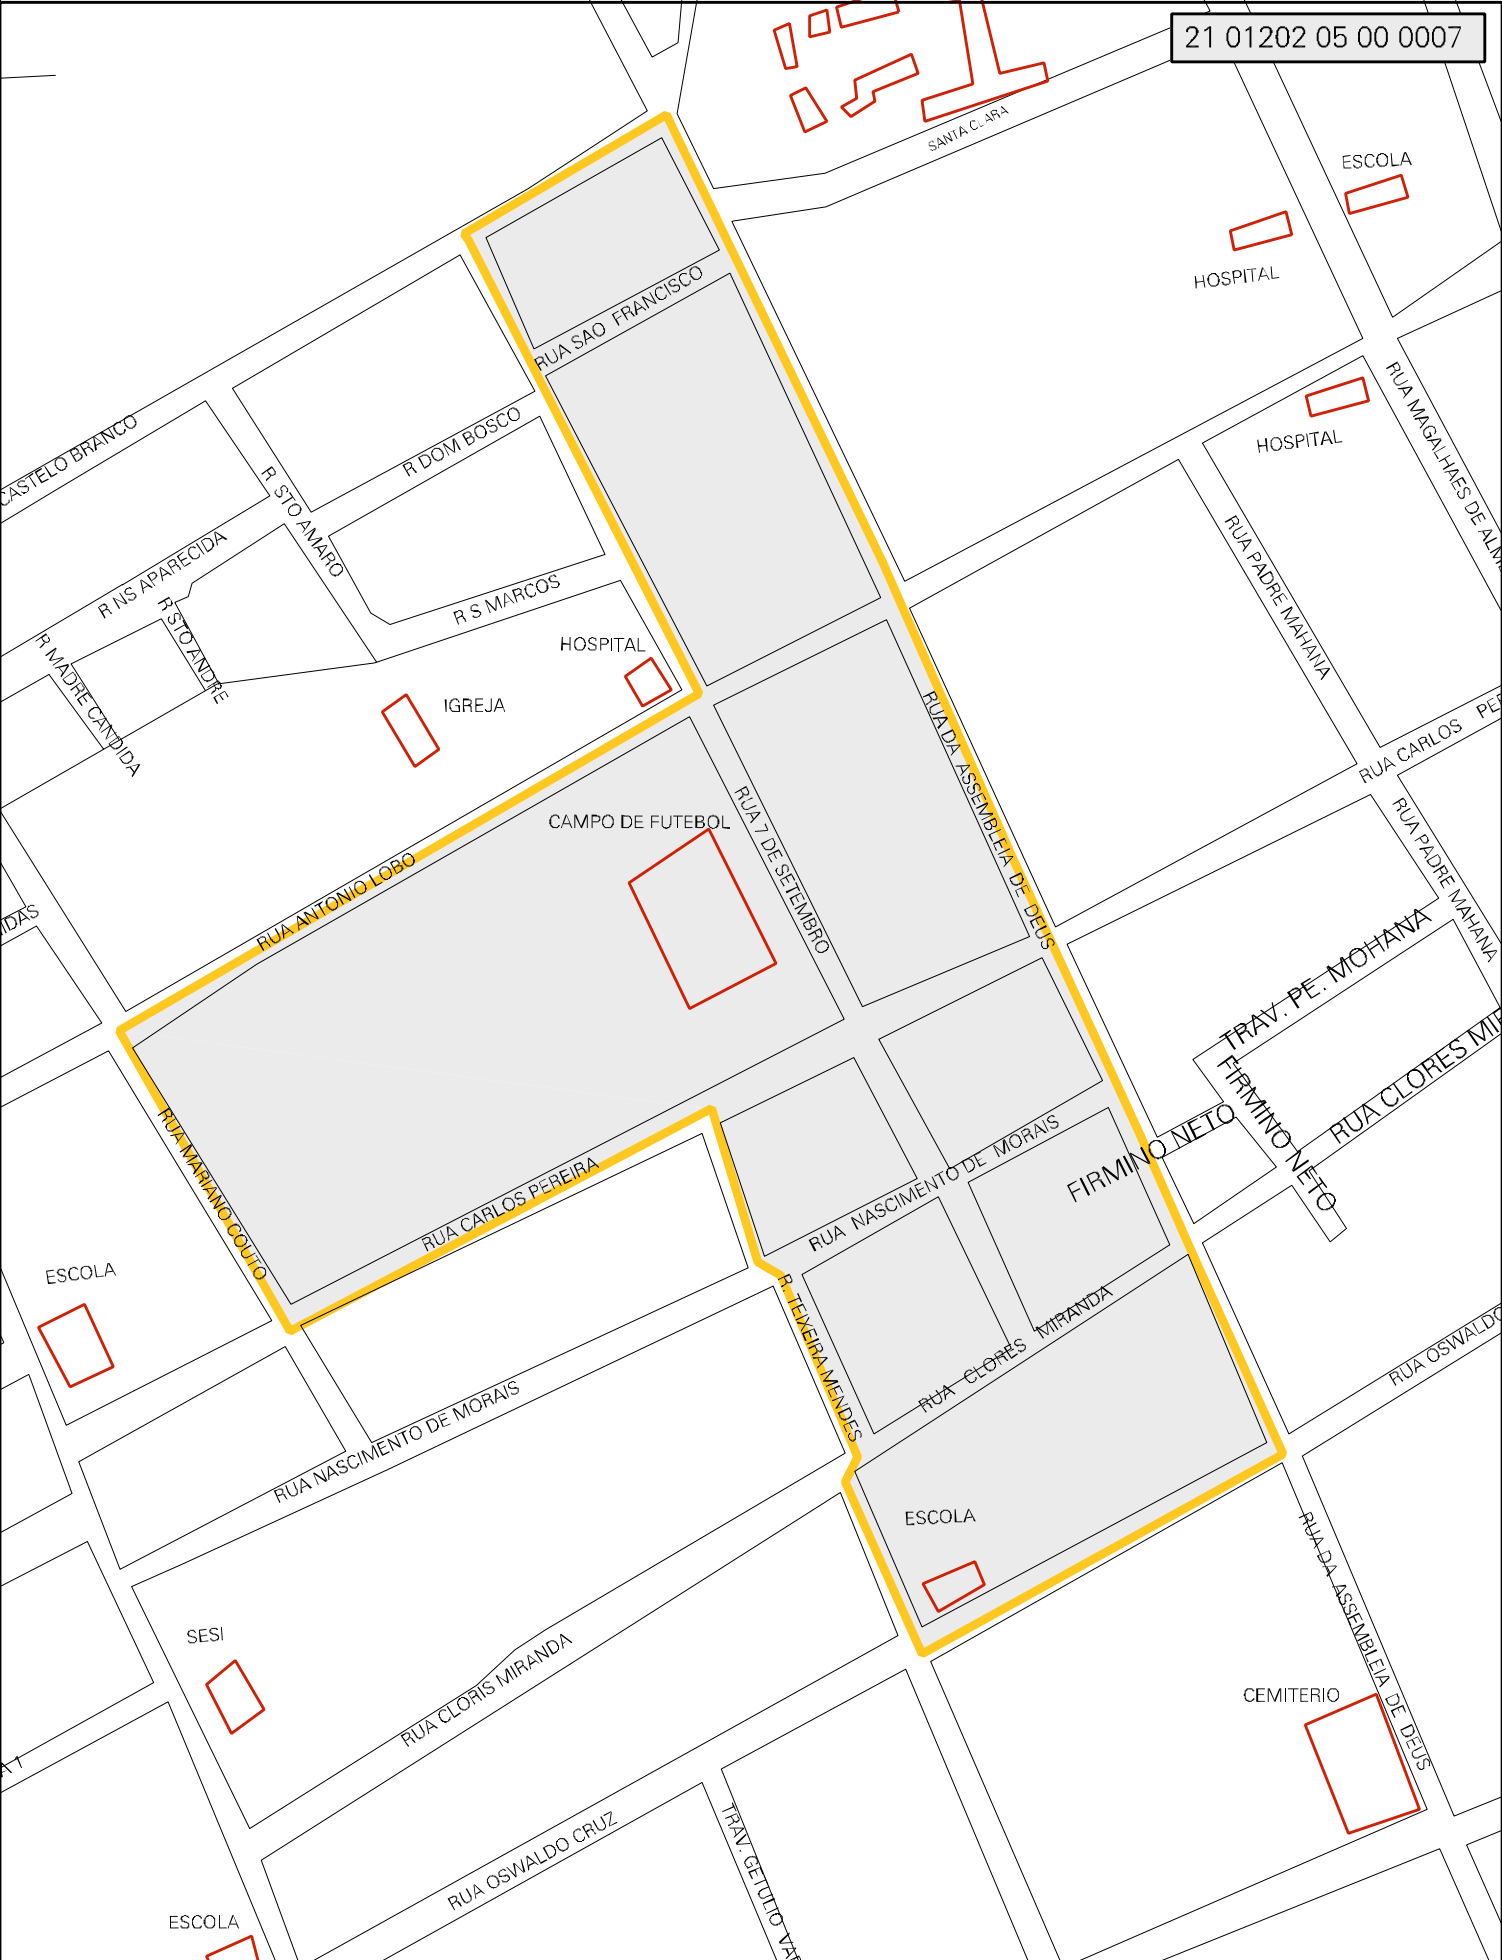 21 01202 05 00 0007
SANTA CLARA
ESCOLA
HOSPITAL
RUA SAO FRANCISCO
CASTELO BRANCO
R DOM BOSCO
HOSPITAL
RUA MAGALHAES DE
R STO AMARO
R NS APARECIDA
R S MARCOS
R STO ANDRE
R MADRE CANDIDA
HOSPITAL
IGREJA
RUA PADRE MAHANA
RUA CARLOS
RUA DA ASSEMBLEIA DE DEUS
RUA 7 DE SETEMBRO
CAMPO DE FUTEBOL
RUA ANTONIO LOBO
RUA PADRE MAHANA
TRAV. PE. MOHANA
RUA CLORES
FIRMINO NETO
FIRMINO NETO
RUA MARIANO COUTO
RUA CARLOS PEREIRA
RUA NASCIMENTO DE MORAIS
ESCOLA
R. TEIXEIRA MENDES
RUA CLORES MIRANDA
RUA OSWALDO
RUA NASCIMENTO DE MORAIS
ESCOLA
RUA DA ASSEMBLEIA DE DEUS
SESI
RUA CLORIS MIRANDA
CEMITERIO
A 1
RUA OSWALDO CRUZ
TRAV. GETULIO
ESCOLA